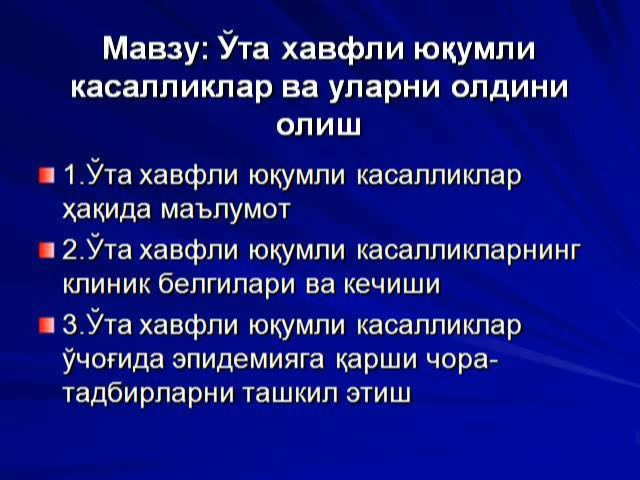 Мавзу: Ўта хавфли юқумли
касалликлар ва уларни олдини
олиш
1.Ўта хавфли юқумли касалликлар
ҳақида маълумот
2.Ўта хавфли юқумли касалликларнинг
клиник белгилари ва кечиши
3.Ўта хавфли юқумли касалликлар
ўчоғида эпидемияга қарши чора-
тадбирларни ташкил этиш